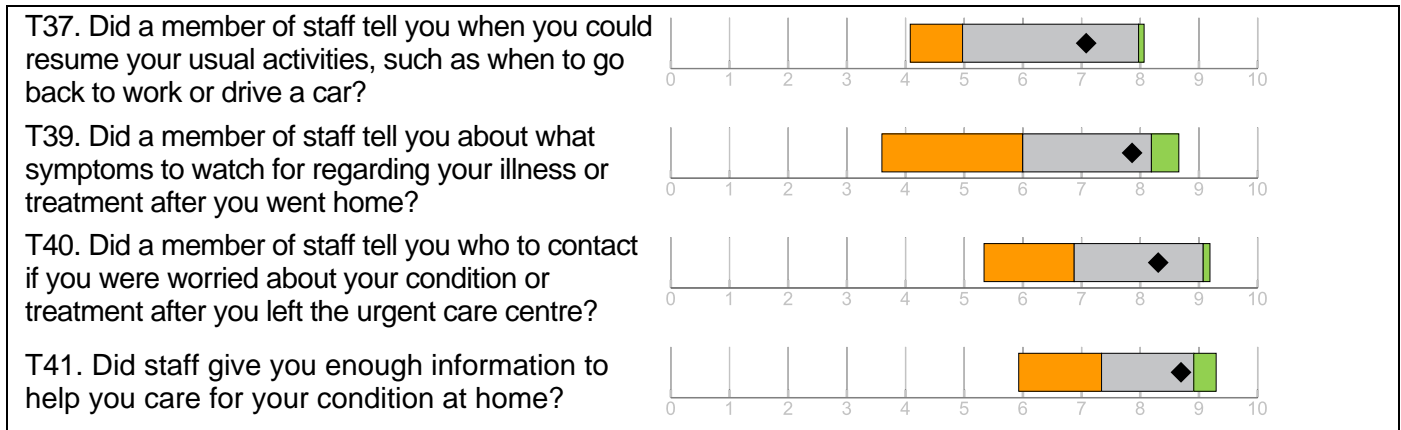 T37. Did a member of staff tell you when you could
resume your usual activities, such as when to go
back to work or drive a car?
0 1 2 3 4 5 6 7 8 9 10
T39. Did a member of staff tell you about what
symptoms to watch for regarding your illness or
treatment after you went home?
0 1 2 3 4 5 6 7 8 9 10
T40. Did a member of staff tell you who to contact
if you were worried about your condition or
treatment after you left the urgent care centre?
0 1 2 3 4 5 6 7 8 9 10
T41. Did staff give you enough information to
help you care for your condition at home?
0 1 2 3 4 5 6 7 8 9 10